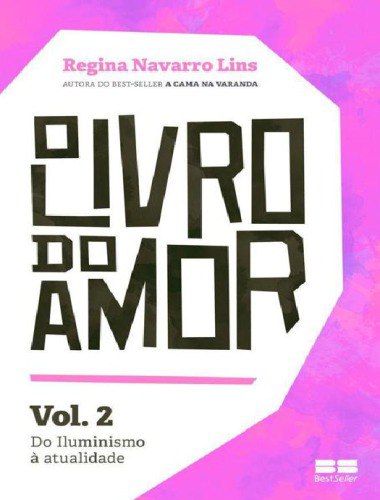 Regina Navarro Lins
AUTORA DO BEST-SELLER A CAMA NA VARANDA
O LIVRO
DO
AMOR
Vol. 2
Do Iluminismo
à atualidade
BestSeller